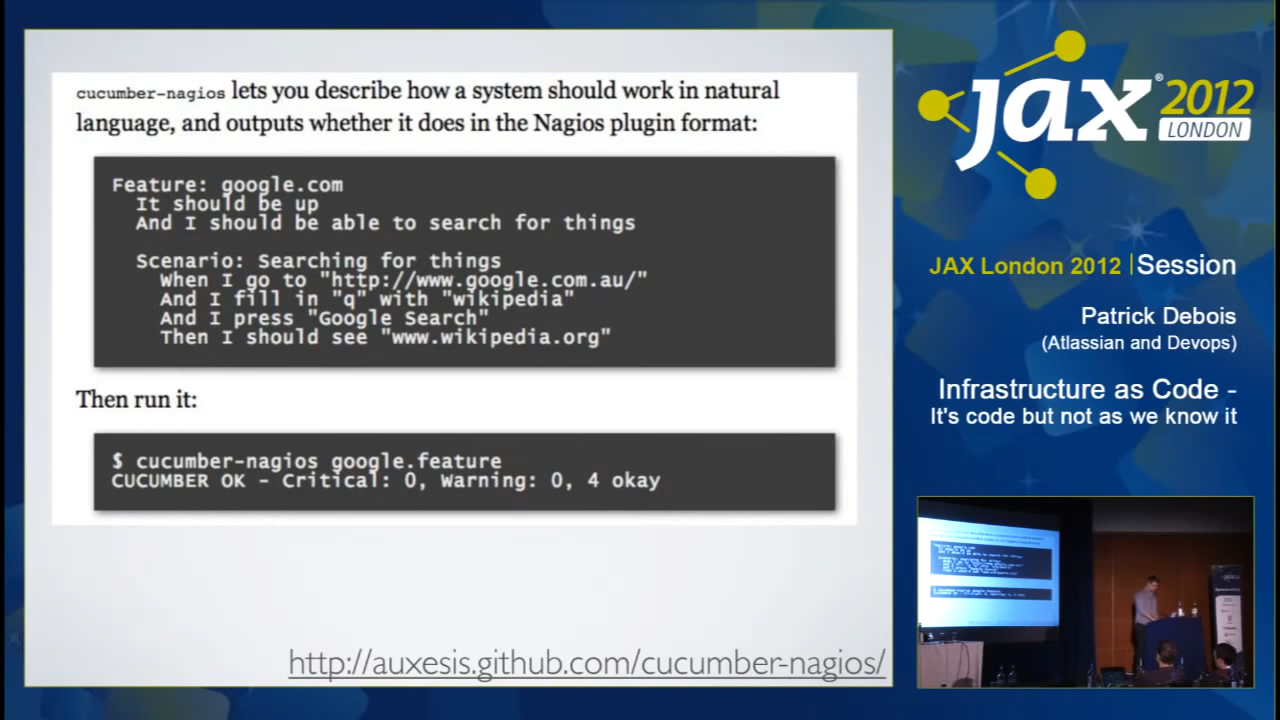 cucumber-nagios lets you describe how a system should work in natural
language, and outputs whether it does in the Nagios plugin format:
Feature: google.com
It should be up
And I should be able to search for things
Scenario: Searching for things
When I go to "http://www.google.com.au/"
And I fill in "q" with "wikipedia"
And I press "Google Search"
Then I should see "www.wikipedia.org"
Then run it:
$ cucumber-nagios google.feature
CUCUMBER OK - Critical: 0, Warning: 0, 4 okay
http://auxesis.github.com/cucumber-nagios/
jax® 2012
LONDON
JAX London 2012 | Session
Patrick Debois
(Atlassian and Devops)
Infrastructure as Code -
It's code but not as we know it